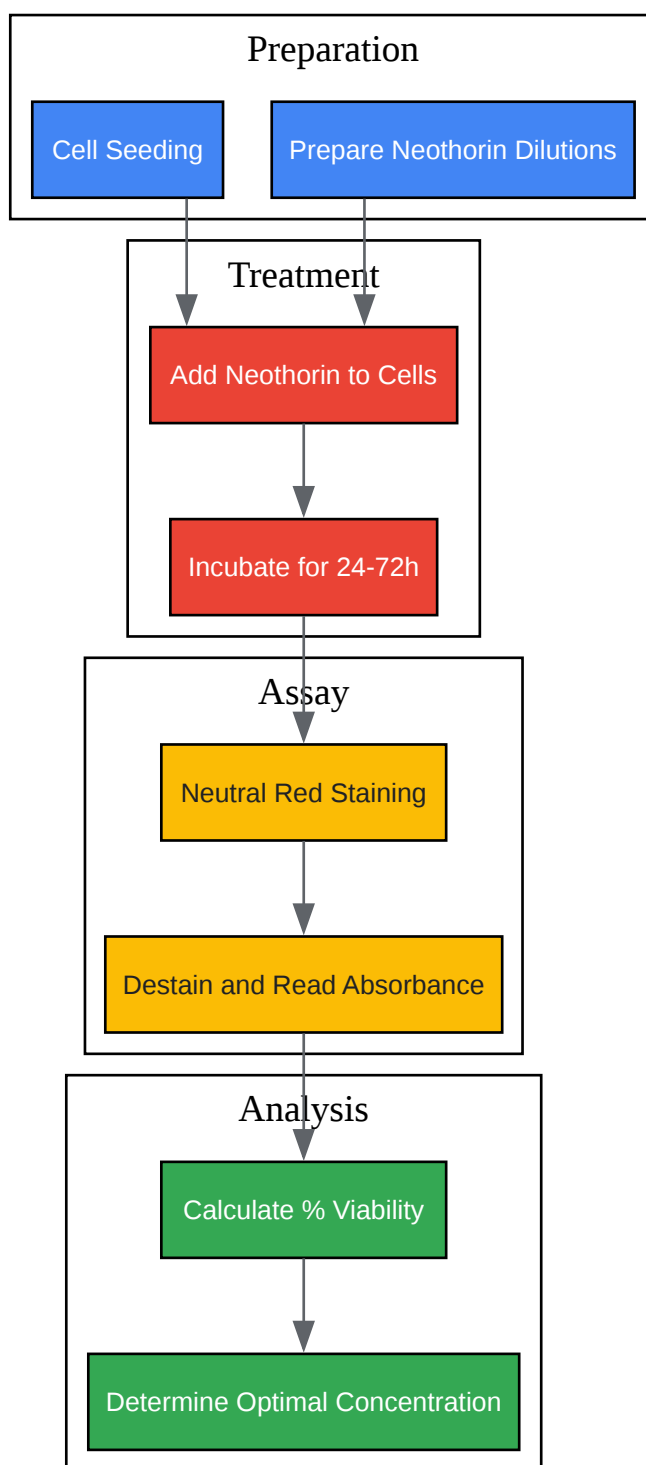 Preparation
Cell Seeding
Prepare Neothorin Dilutions
Treatment
Add Neothorin to Cells
Incubate for 24-72h
Assay
Neutral Red Staining
Destain and Read Absorbance
Analysis
Calculate % Viability
Determine Optimal Concentration